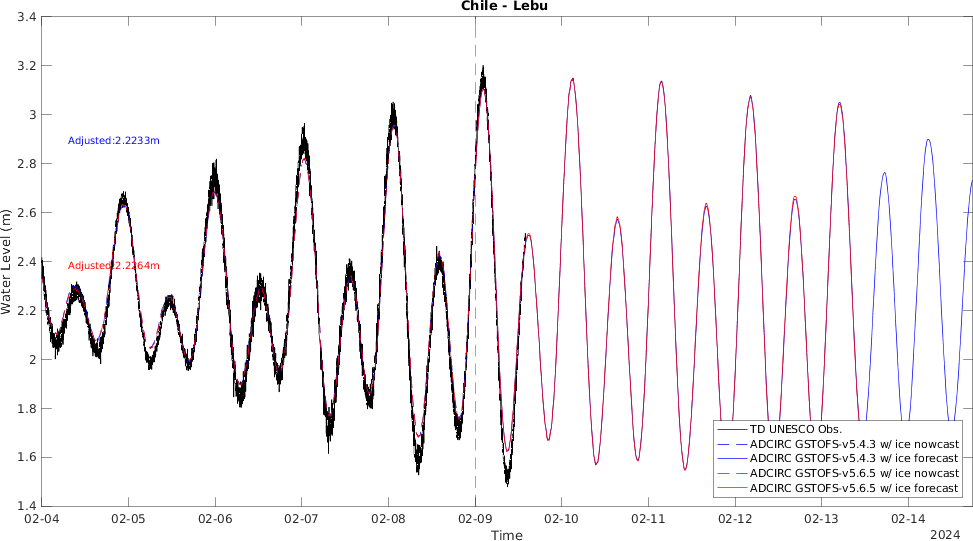 Chile - Lebu
3.4
3.2
3
2.8
2.6
2.4
2.2
2
1.8
1.6
1.4
Water Level (m)
Adjusted:2.2233m
Adjusted:2.2264m
TD UNESCO Obs.
ADCIRC GSTOFS-v5.4.3 w/ ice nowcast
ADCIRC GSTOFS-v5.4.3 w/ ice forecast
ADCIRC GSTOFS-v5.6.5 w/ ice nowcast
ADCIRC GSTOFS-v5.6.5 w/ ice forecast
02-04 02-05 02-06 02-07 02-08 02-09 02-10 02-11 02-12 02-13 02-14
Time
2024